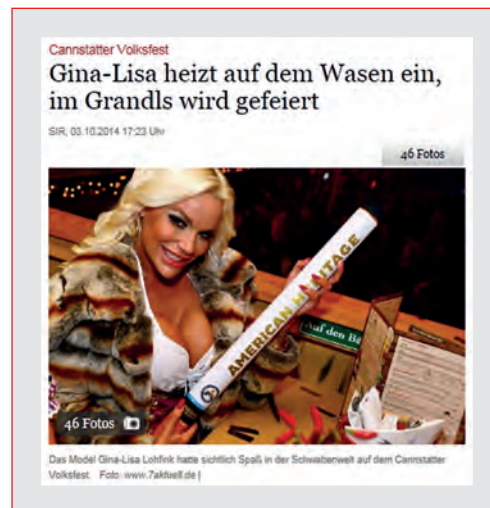 Cannstatter Volksfest
Gina-Lisa heizt auf dem Wasen ein,
im Grandls wird gefeiert
SIR, 03.10.2014 17:23 Uhr
46 Fotos
AMERICAN HERITAGE
Auf den
46 Fotos
Das Model Gina-Lisa Lohfink hatte sichtlich Spaß in der Schwabenwelt auf dem Cannstatter
Volksfest. Foto: www.7aktuell.de |